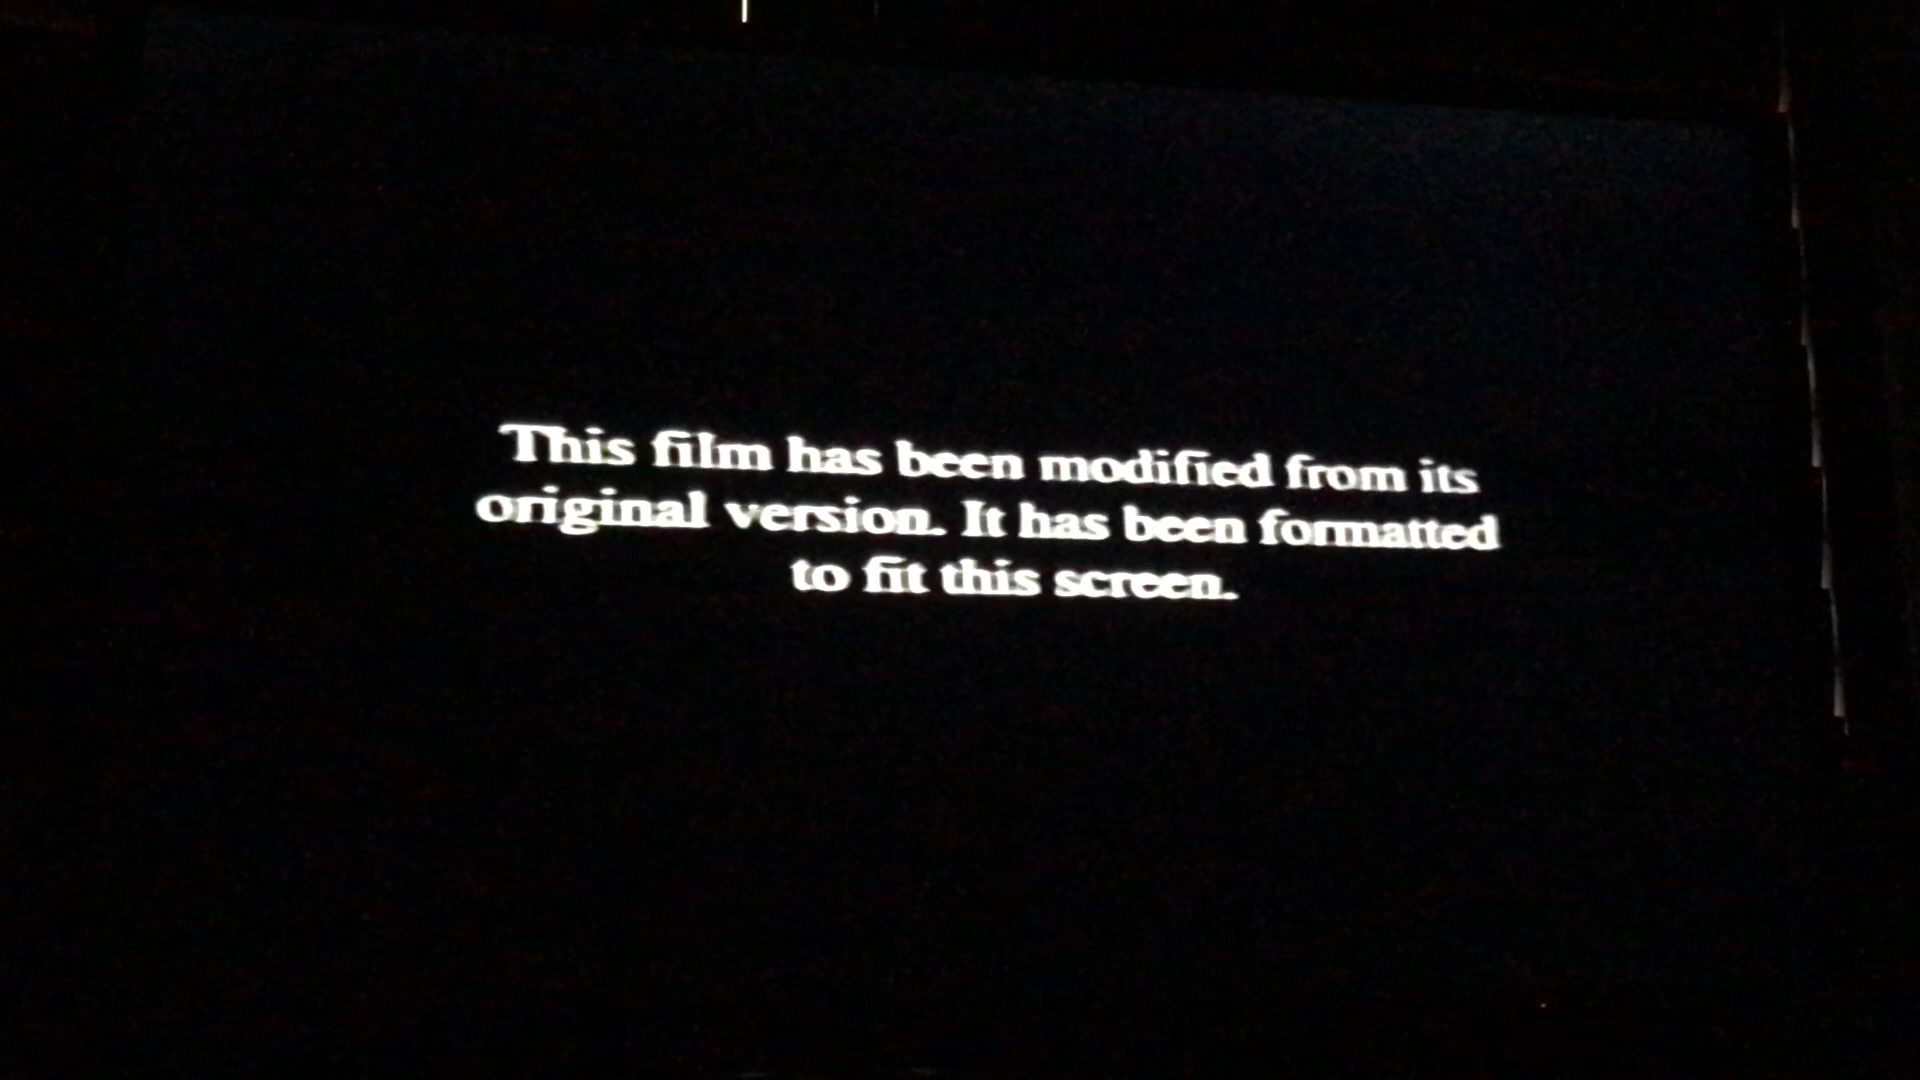 This film has been modified from its
original version. It has been formatted
to fit this screen.